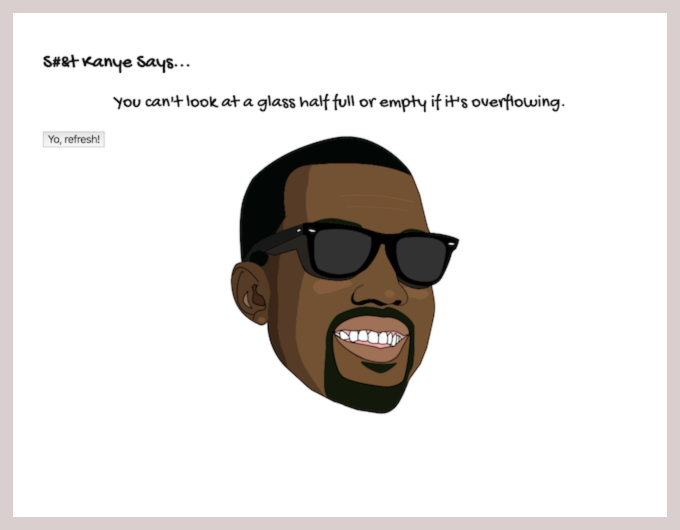 S#&t Kanye Says...
You can't look at a glass half full or empty if it's overflowing.
Yo, refresh!